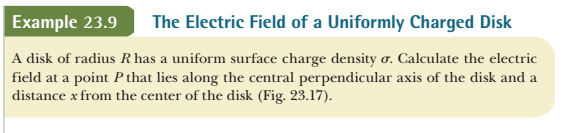 Example 23.9 The Electric Field of a Uniformly Charged Disk
A disk of radius R has a uniform surface charge density σ. Calculate the electric
field at a point P that lies along the central perpendicular axis of the disk and a
distance x from the center of the disk (Fig. 23.17).